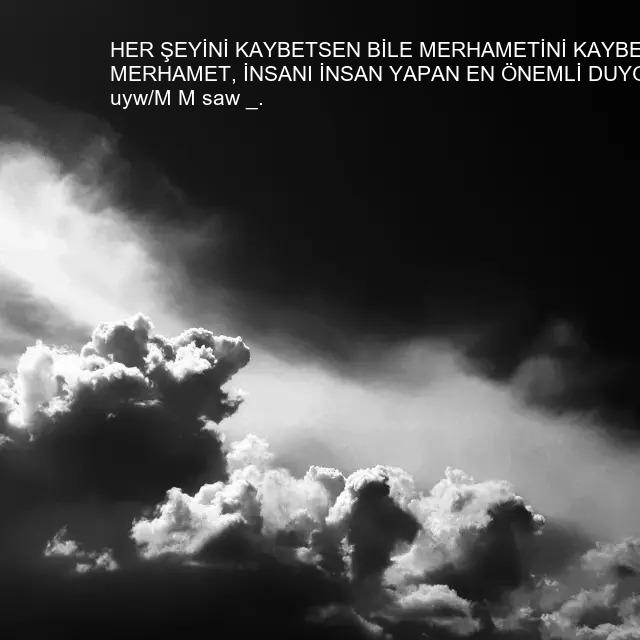 HER ŞEYİNİ KAYBETSEN BİLE MERHAMETİNİ KAYBE
MERHAMET, İNSANI İNSAN YAPAN EN ÖNEMLİ DUYG
uyw/M M saw _.